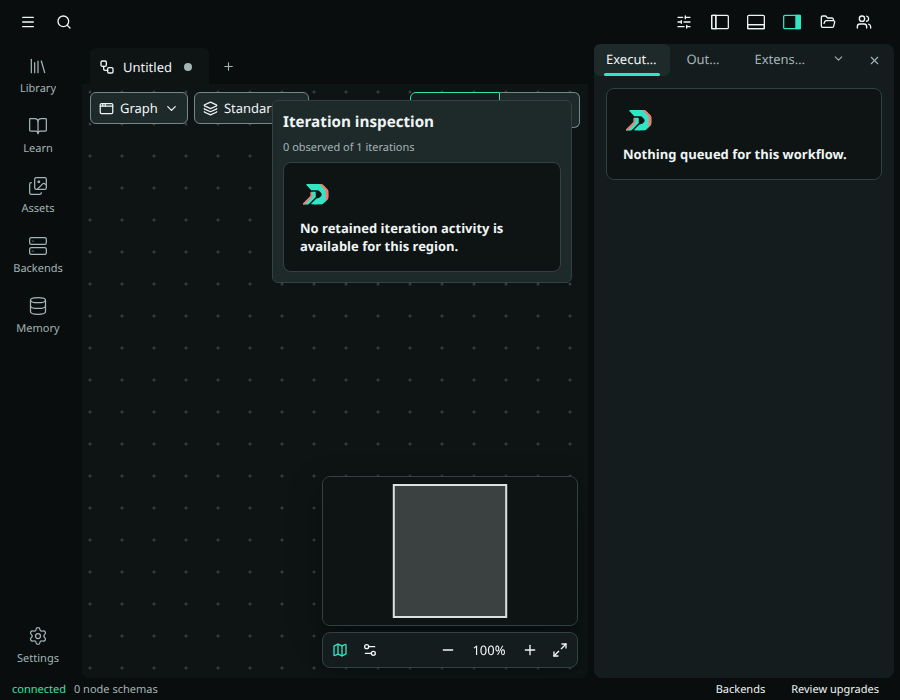 Untitled
Execut...
Out...
Extens...
Library
Learn
Assets
Backends
Memory
Settings
Graph
Iteration inspection
0 observed of 1 iterations
No retained iteration activity is
available for this region.
Nothing queued for this workflow.
100%
connected
0 node schemas
Backends
Review upgrades